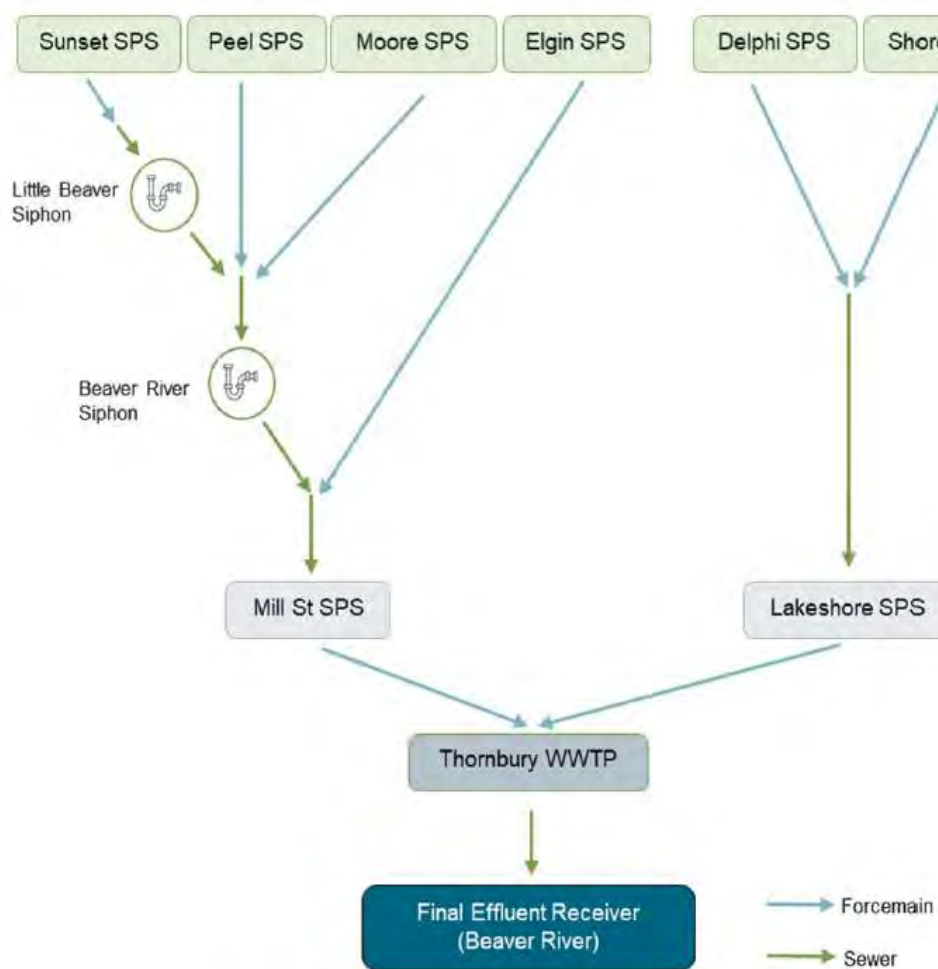 Sunset SPS
Peel SPS
Moore SPS
Elgin SPS
Delphi SPS
Shor
Little Beaver
Siphon
Beaver River
Siphon
Mill St SPS
Lakeshore SPS
Thornbury WWTP
Final Effluent Receiver
(Beaver River)
Forcemain
Sewer